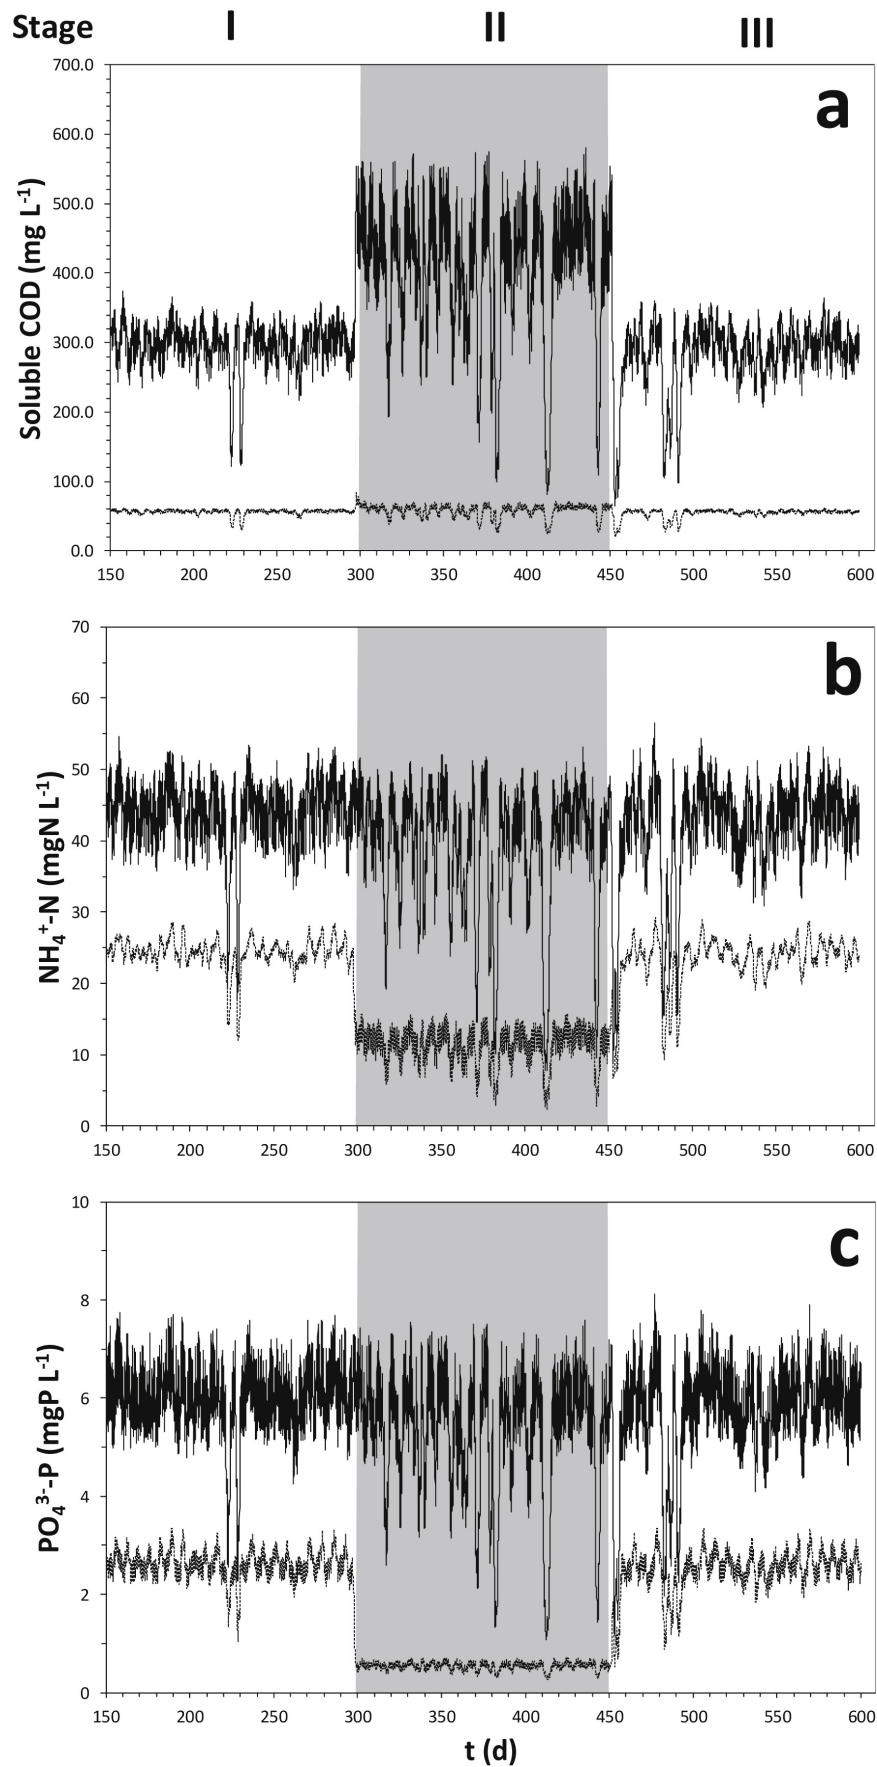 Stage I II III
a
Soluble COD (mg L-1)
700.0
600.0
500.0
400.0
300.0
200.0
100.0
0.0
150 200 250 300 350 400 450 500 550 600
b
NH4+-N (mgN L-1)
70
60
50
40
30
20
10
0
150 200 250 300 350 400 450 500 550 600
c
PO43--P (mgP L-1)
10
8
6
4
2
0
150 200 250 300 350 400 450 500 550 600
t (d)